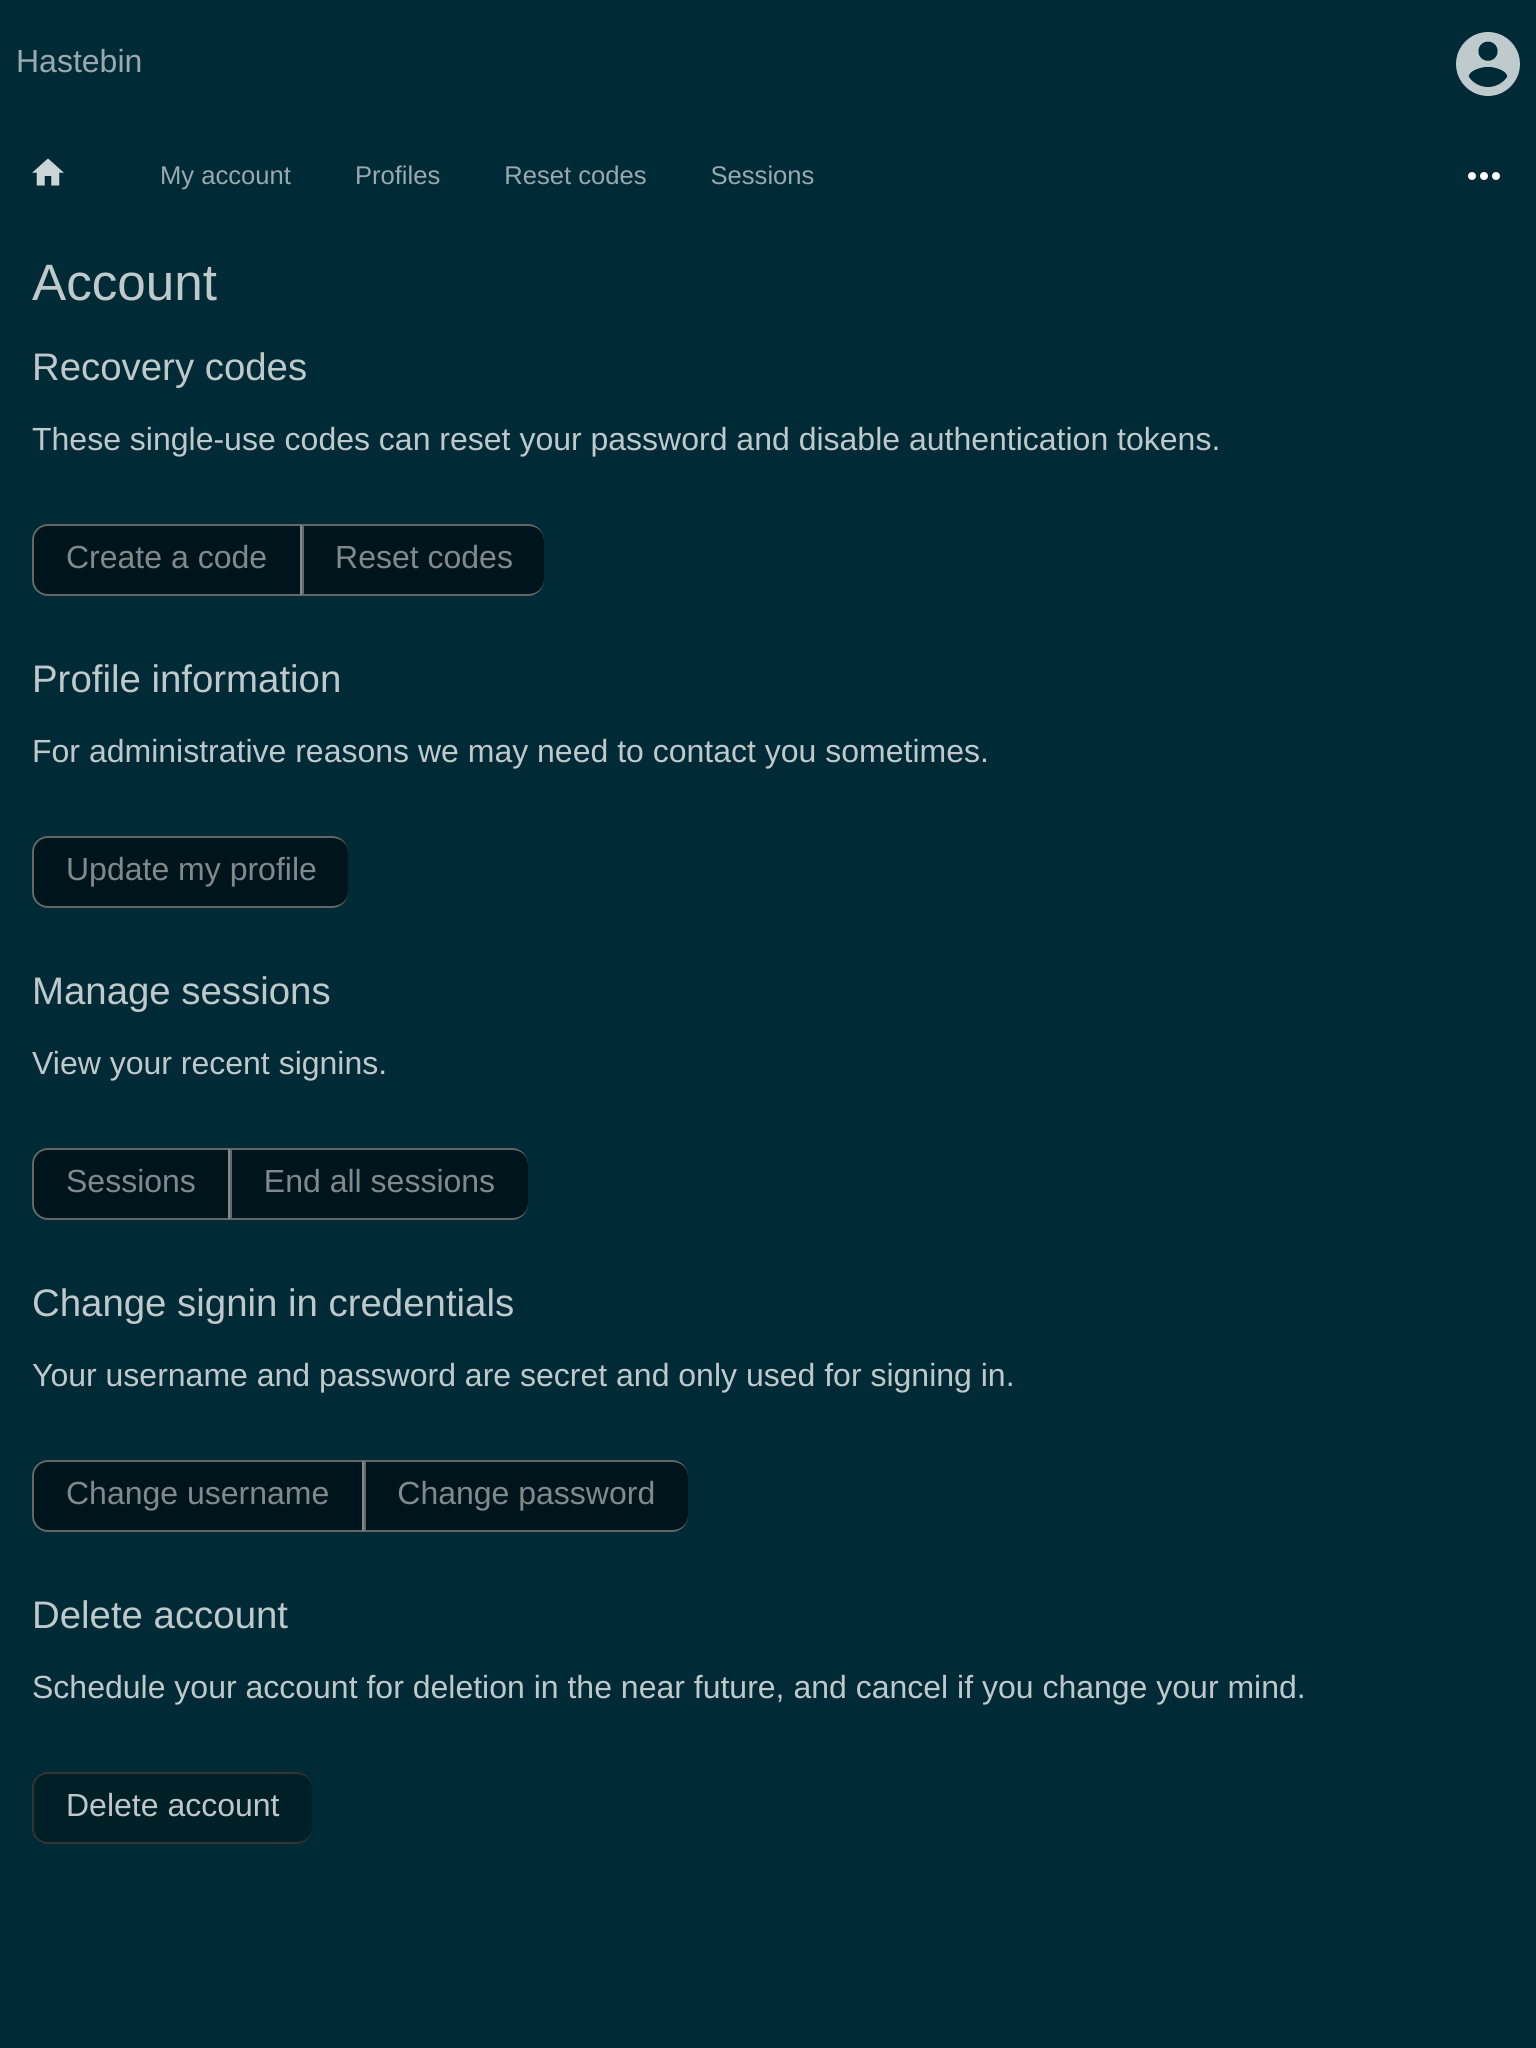 Hastebin
My account Profiles Reset codes Sessions
Account
Recovery codes
These single-use codes can reset your password and disable authentication tokens.
Create a code Reset codes
Profile information
For administrative reasons we may need to contact you sometimes.
Update my profile
Manage sessions
View your recent signins.
Sessions End all sessions
Change signin in credentials
Your username and password are secret and only used for signing in.
Change username Change password
Delete account
Schedule your account for deletion in the near future, and cancel if you change your mind.
Delete account